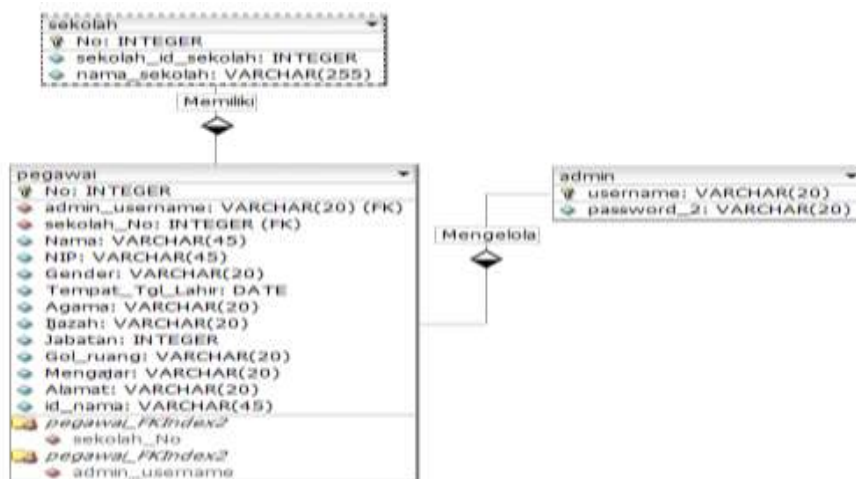 sekolah
No: INTEGER
sekolah_id_sekolah: INTEGER
nama_sekolah: VARCHAR(255)
Memiliki
pegawai
No: INTEGER
admin_username: VARCHAR(20) (FK)
sekolah_No: INTEGER (FK)
Nama: VARCHAR(45)
NIP: VARCHAR(45)
Gender: VARCHAR(20)
Tempat_Tgl_Lahir: DATE
Agama: VARCHAR(20)
Ijazah: VARCHAR(20)
Jabatan: INTEGER
Gol_ruang: VARCHAR(20)
Mengajar: VARCHAR(20)
Alamat: VARCHAR(20)
id_nama: VARCHAR(45)
pegawai_FKIndex2
sekolah_No
pegawai_FKIndex2
admin_username
Mengelola
admin
username: VARCHAR(20)
password_2: VARCHAR(20)